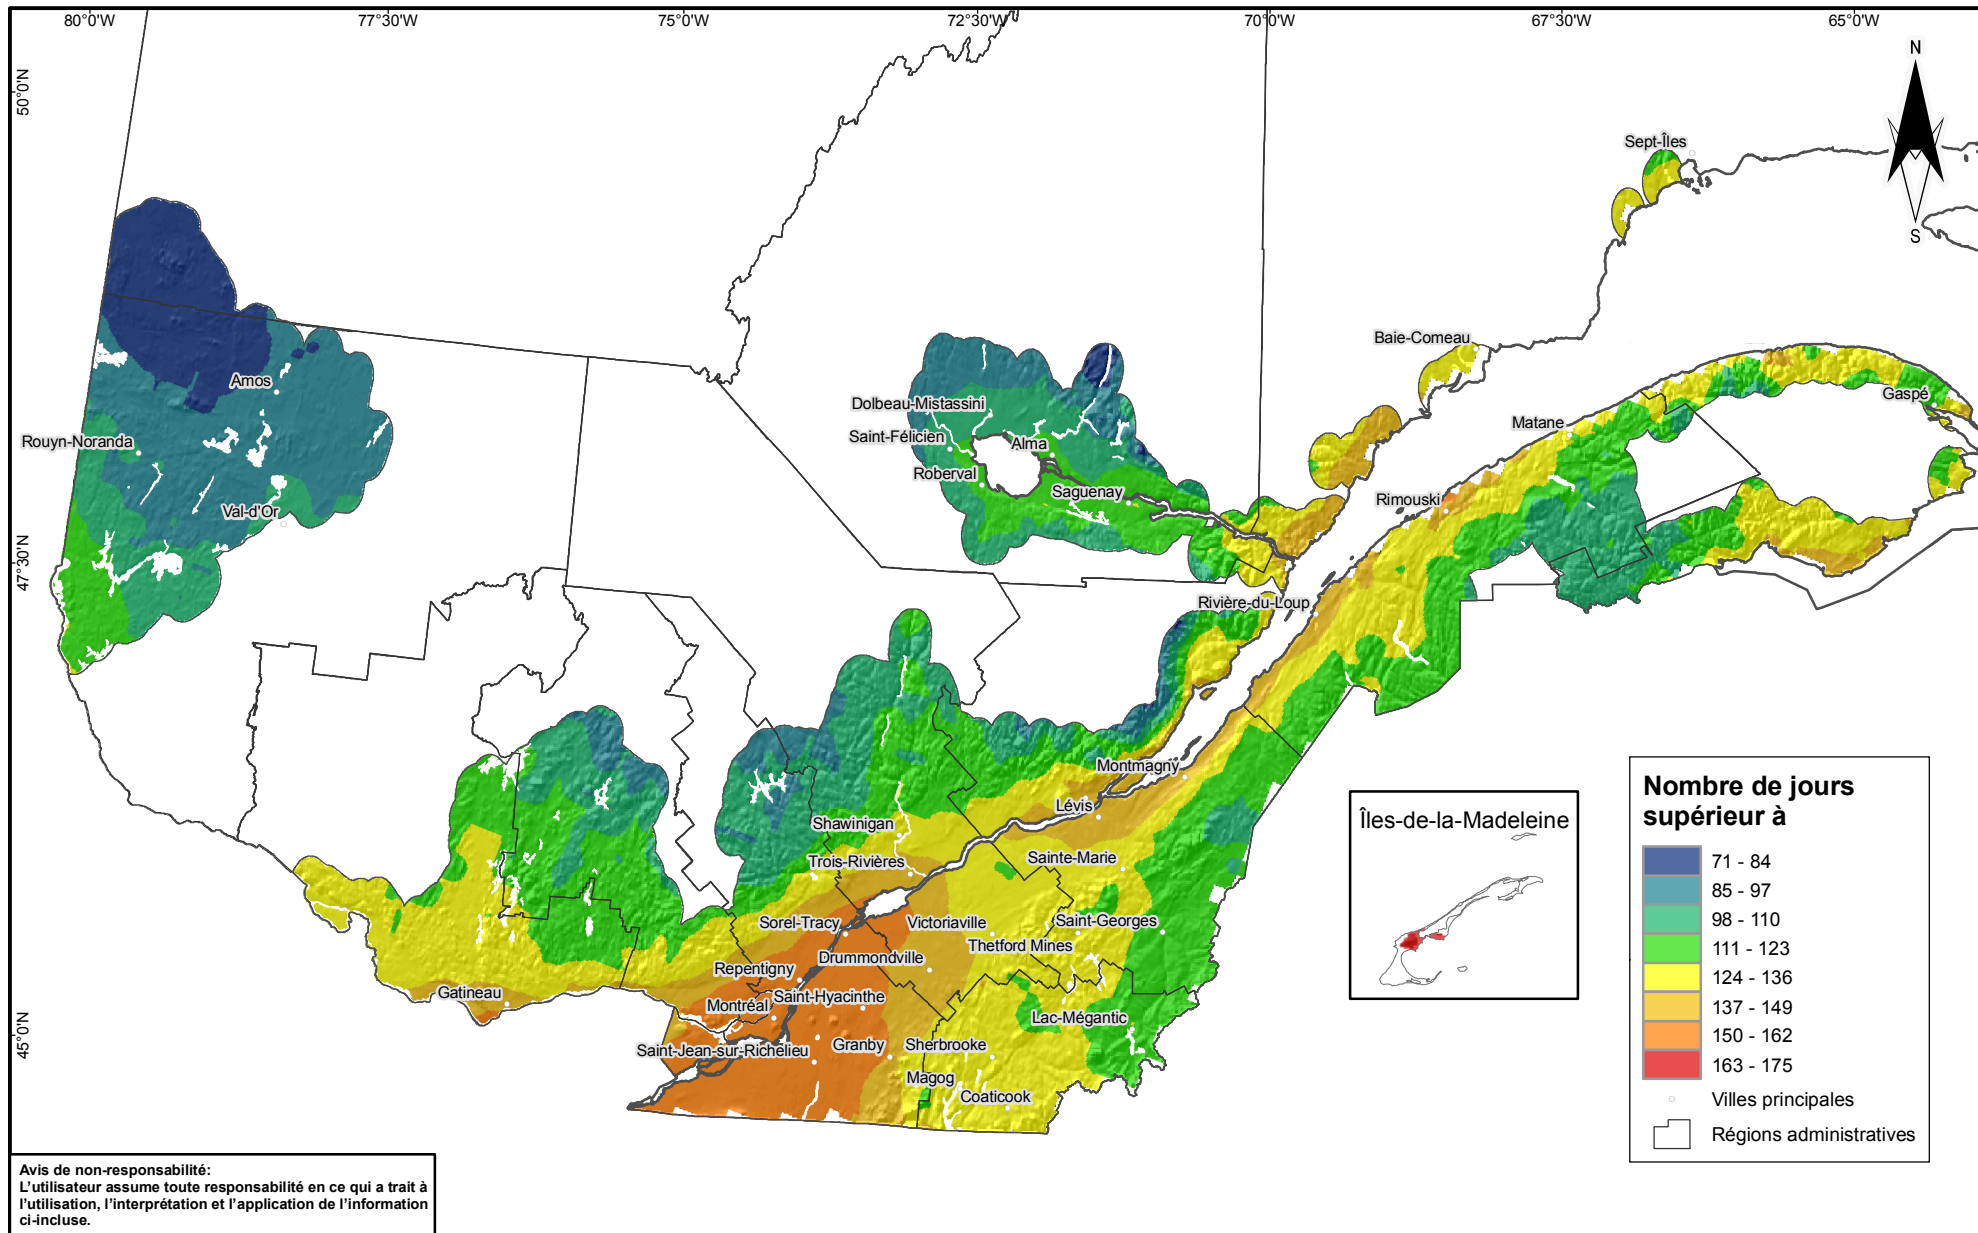 80°0'W
77°30'W
75°0'W
72°30'W
70°0'W
67°30'W
65°0'W
50°0'N
47°30'N
45°0'N
N
S
Sept-Îles
Baie-Comeau
Gaspé
Matane
Rimouski
Amos
Rouyn-Noranda
Val-d'Or
Dolbeau-Mistassini
Saint-Félicien
Alma
Roberval
Saguenay
Rivière-du-Loup
Montmagny
Lévis
Shawinigan
Trois-Rivières
Sainte-Marie
Sorel-Tracy
Victoriaville
Saint-Georges
Thetford Mines
Drummondville
Repentigny
Gatineau
Montréal
Saint-Hyacinthe
Lac-Mégantic
Saint-Jean-sur-Richelieu
Granby
Sherbrooke
Magog
Coaticook
Îles-de-la-Madeleine
Nombre de jours
supérieur à
71 - 84
85 - 97
98 - 110
111 - 123
124 - 136
137 - 149
150 - 162
163 - 175
Villes principales
Régions administratives
Avis de non-responsabilité:
L'utilisateur assume toute responsabilité en ce qui a trait à
l'utilisation, l'interprétation et l'application de l'information
ci-incluse.